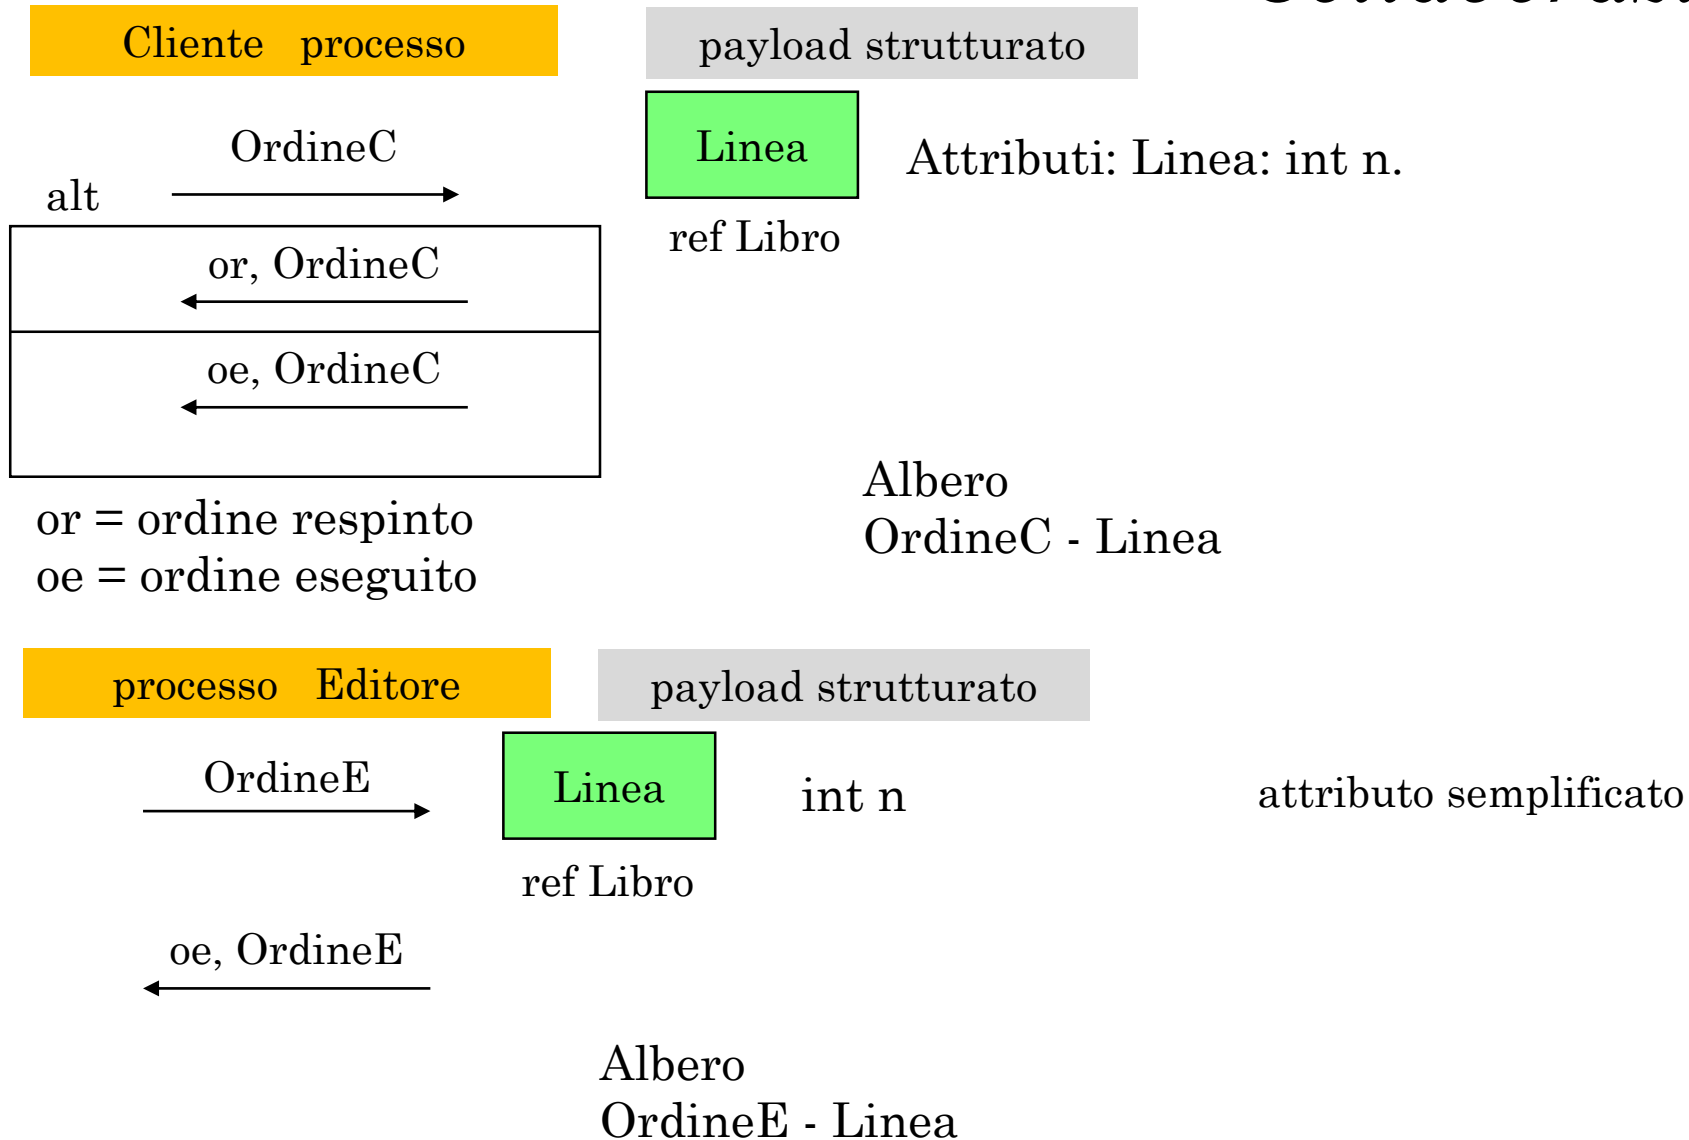 Cliente processo
payload strutturato
OrdineC
Linea
Attributi: Linea: int n.
alt
ref Libro
or, OrdineC
oe, OrdineC
Albero
OrdineC - Linea
or = ordine respinto
oe = ordine eseguito
processo Editore
payload strutturato
OrdineE
Linea
int n
attributo semplificato
ref Libro
oe, OrdineE
Albero
OrdineE - Linea